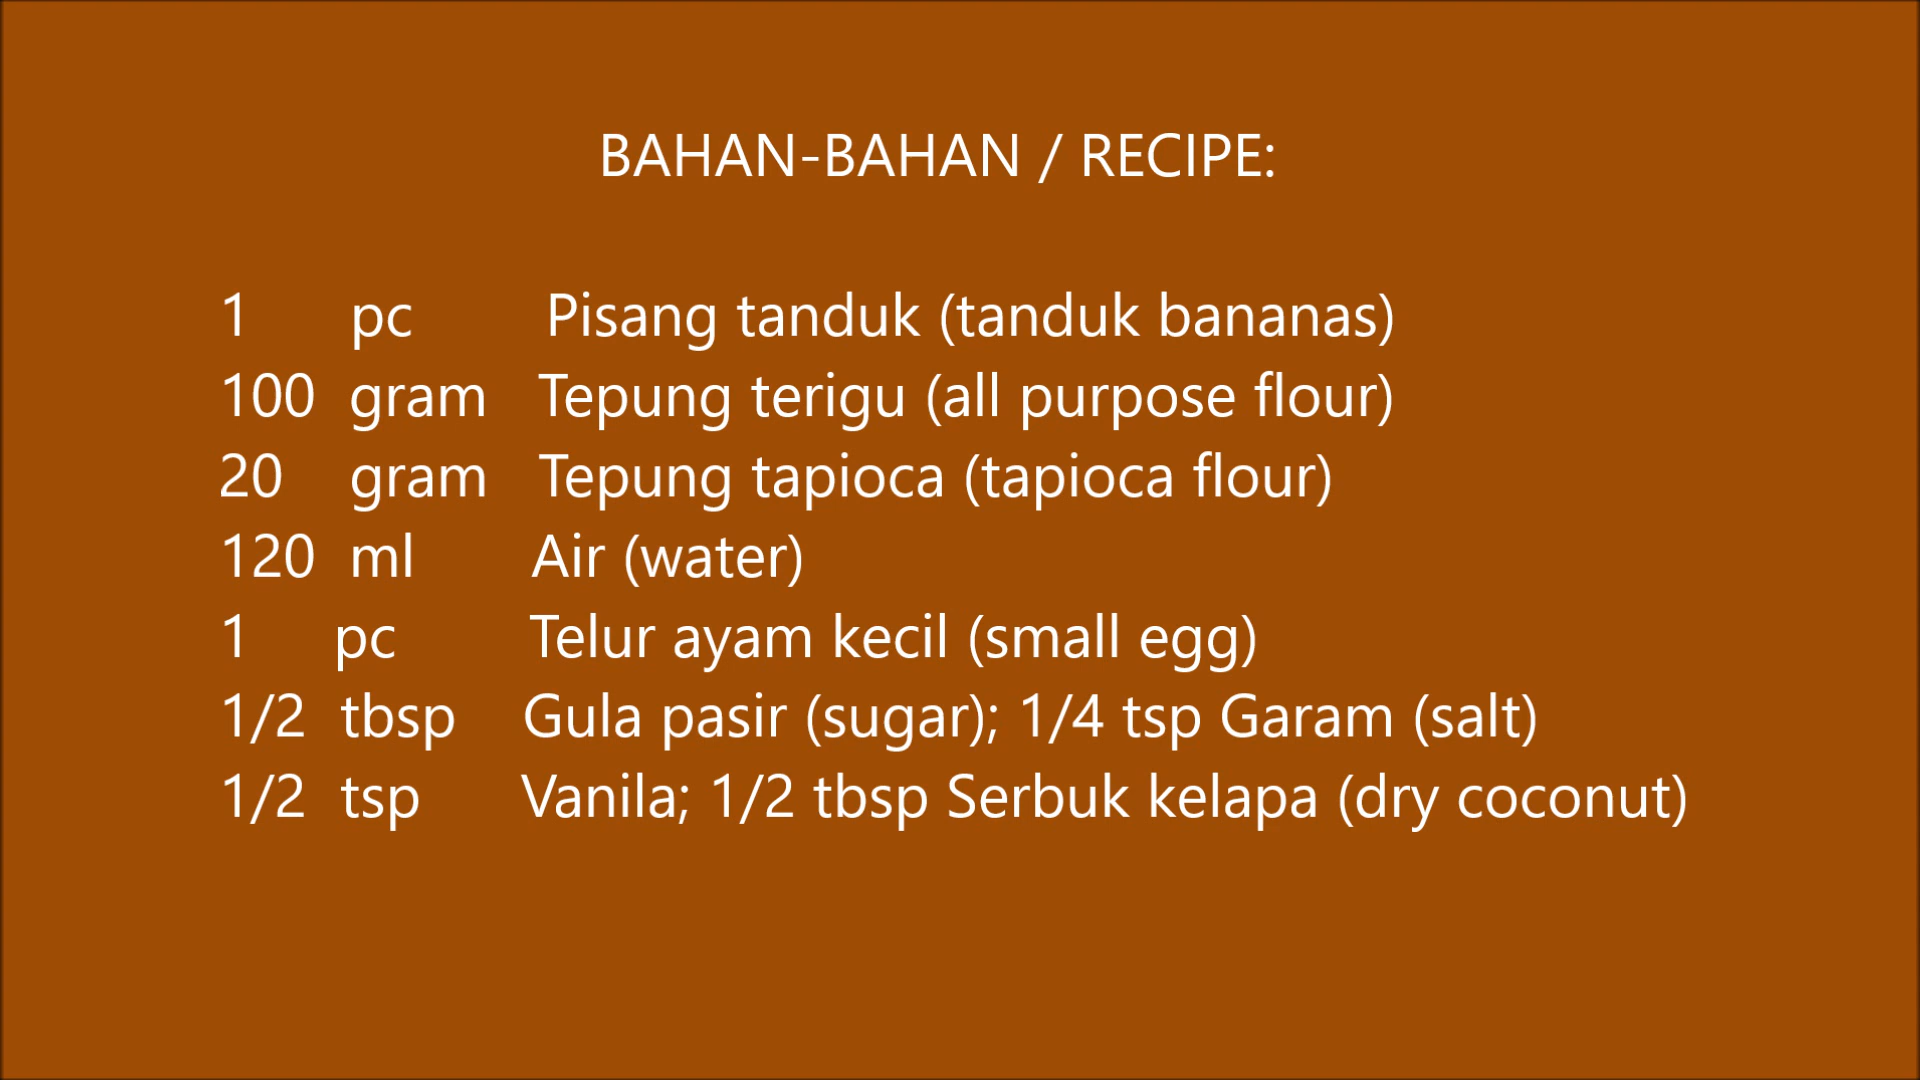 BAHAN-BAHAN / RECIPE:
1 pc Pisang tanduk (tanduk bananas)
100 gram Tepung terigu (all purpose flour)
20 gram Tepung tapioca (tapioca flour)
120 ml Air (water)
1 pc Telur ayam kecil (small egg)
1/2 tbsp Gula pasir (sugar); 1/4 tsp Garam (salt)
1/2 tsp Vanila; 1/2 tbsp Serbuk kelapa (dry coconut)